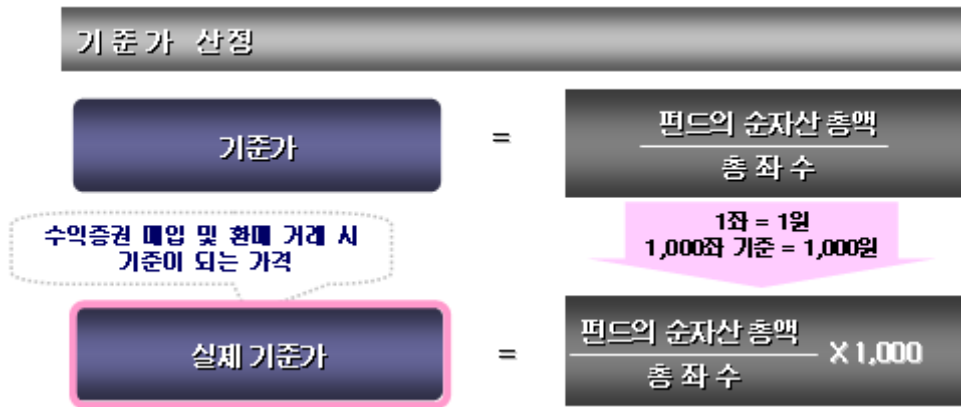 기준가 산정
기준가
=
펀드의 순자산 총액
총 좌 수
수익증권 매입 및 환매 거래 시
기준이 되는 가격
1좌 = 1원
1,000좌 기준 = 1,000원
실제 기준가
=
펀드의 순자산 총액
총 좌 수
X 1,000